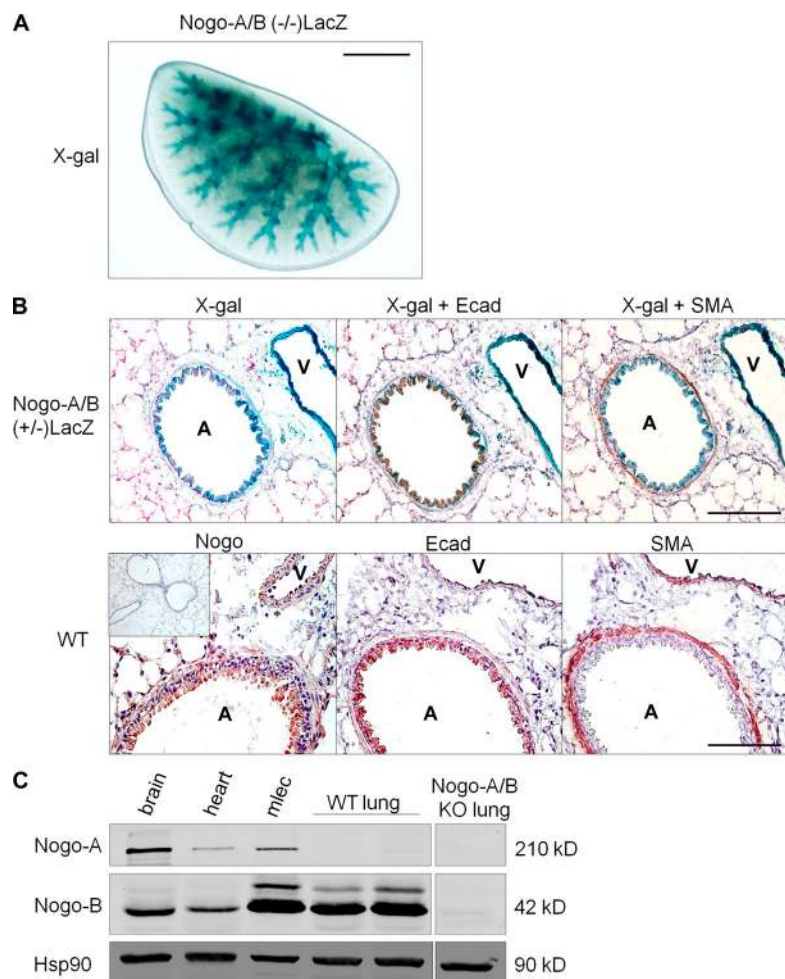 A
Nogo-A/B (-/-)LacZ
X-gal
B
X-gal
X-gal + Ecad
X-gal + SMA
Nogo-A/B
(+/-)LacZ
A
V
A
V
A
V
Nogo
Ecad
SMA
WT
V
A
V
A
V
A
C
brain
heart
mlec
WT lung
Nogo-A/B
KO lung
Nogo-A
210 kD
Nogo-B
42 kD
Hsp90
90 kD